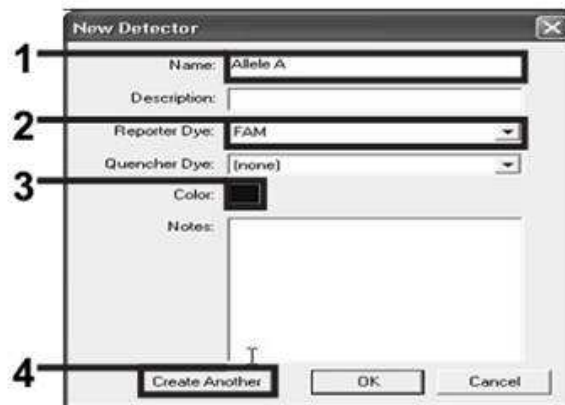 New Detector
1 Name: Allele A
Description:
2 Reporter Dye: FAM
Quencher Dye: (none)
3 Color:
Notes:
4 Create Another OK Cancel